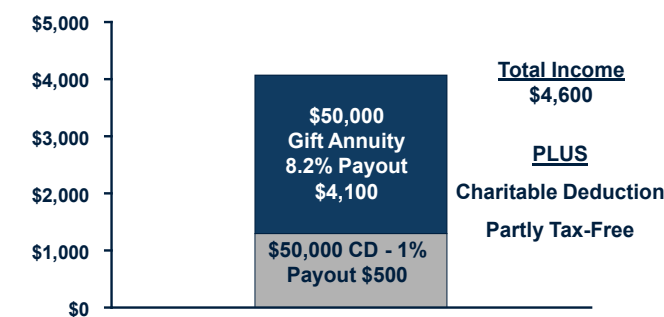 $5,000
$4,000
$3,000
$2,000
$1,000
$0
$50,000
Gift Annuity
8.2% Payout
$4,100
$50,000 CD - 1%
Payout $500
Total Income
$4,600
PLUS
Charitable Deduction
Partly Tax-Free